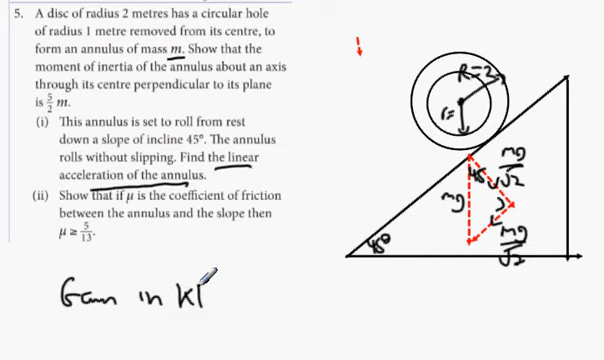 5. A disc of radius 2 metres has a circular hole
of radius 1 metre removed from its centre, to
form an annulus of mass m. Show that the
moment of inertia of the annulus about an axis
through its centre perpendicular to its plane
is 5/2 m.
(i) This annulus is set to roll from rest
down a slope of incline 45°. The annulus
rolls without slipping. Find the linear
acceleration of the annulus.
(ii) Show that if μ is the coefficient of friction
between the annulus and the slope then
μ ≥ 5/13.
Gain in K
R=2
r=
45
mg/√2
mg
mg/√2
45°